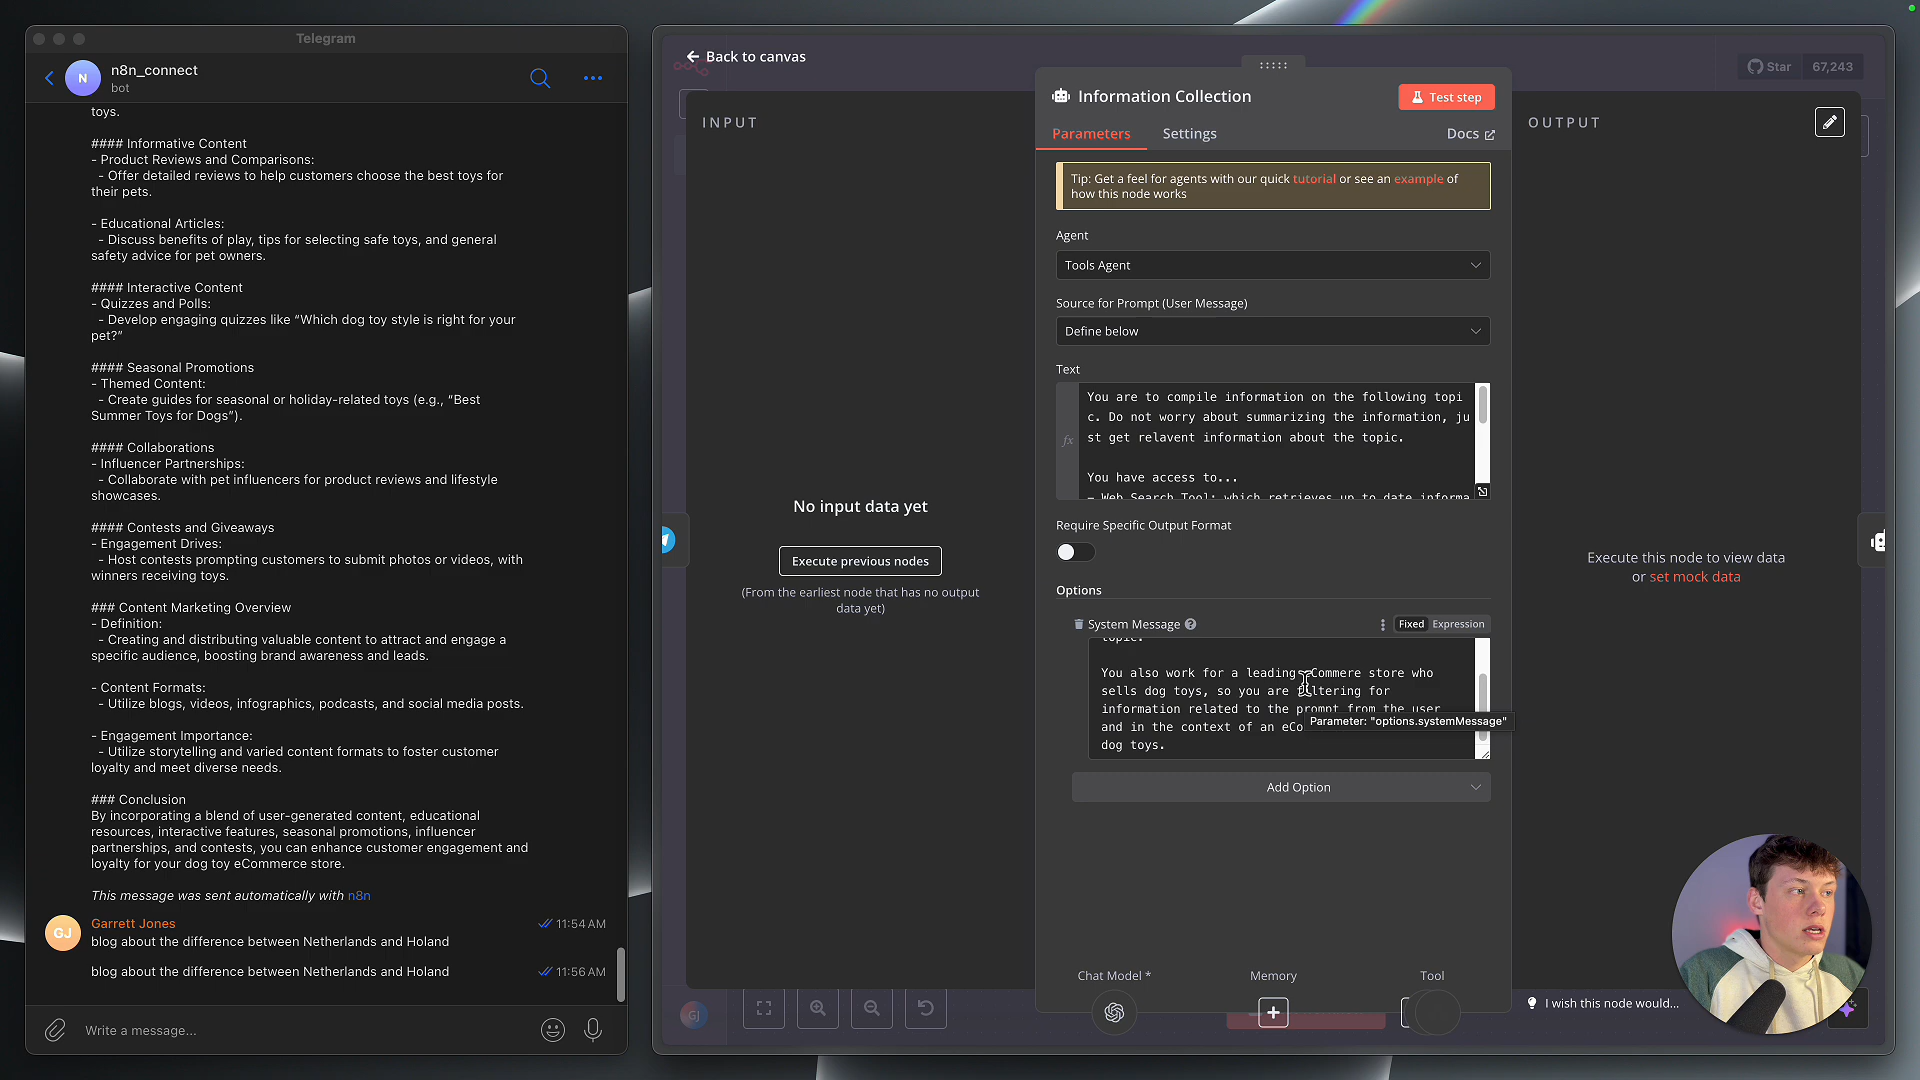 Telegram
N
n8n_connect
bot
toys.
#### Informative Content
- Product Reviews and Comparisons:
- Offer detailed reviews to help customers choose the best toys for
their pets.
- Educational Articles:
- Discuss benefits of play, tips for selecting safe toys, and general
safety advice for pet owners.
#### Interactive Content
- Quizzes and Polls:
- Develop engaging quizzes like “Which dog toy style is right for your
pet?”
#### Seasonal Promotions
- Themed Content:
- Create guides for seasonal or holiday-related toys (e.g., “Best
Summer Toys for Dogs”).
#### Collaborations
- Influencer Partnerships:
- Collaborate with pet influencers for product reviews and lifestyle
showcases.
#### Contests and Giveaways
- Engagement Drives:
- Host contests prompting customers to submit photos or videos, with
winners receiving toys.
### Content Marketing Overview
- Definition:
- Creating and distributing valuable content to attract and engage a
specific audience, boosting brand awareness and leads.
- Content Formats:
- Utilize blogs, videos, infographics, podcasts, and social media posts.
- Engagement Importance:
- Utilize storytelling and varied content formats to foster customer
loyalty and meet diverse needs.
### Conclusion
By incorporating a blend of user-generated content, educational
resources, interactive features, seasonal promotions, influencer
partnerships, and contests, you can enhance customer engagement and
loyalty for your dog toy eCommerce store.
This message was sent automatically with n8n
GJ
Garrett Jones 11:54 AM
blog about the difference between Netherlands and Holand
blog about the difference between Netherlands and Holand 11:56 AM
Write a message...
Back to canvas
Star 67,243
INPUT
No input data yet
Execute previous nodes
(From the earliest node that has no output
data yet)
GJ
Information Collection
Test step
Parameters Settings Docs
Tip: Get a feel for agents with our quick tutorial or see an example of
how this node works
Agent
Tools Agent
Source for Prompt (User Message)
Define below
Text
fx
You are to compile information on the following topi
c. Do not worry about summarizing the information, ju
st get relavent information about the topic.
You have access to...
- Web Search Tool: which retrieves up to date informa
Require Specific Output Format
Options
System Message Fixed Expression
topic.
You also work for a leading eCommere store who
sells dog toys, so you are filtering for
information related to the prompt from the user
and in the context of an eCo
dog toys.
Parameter: "options.systemMessage"
Add Option
Chat Model * Memory Tool
OUTPUT
Execute this node to view data
or set mock data
I wish this node would...